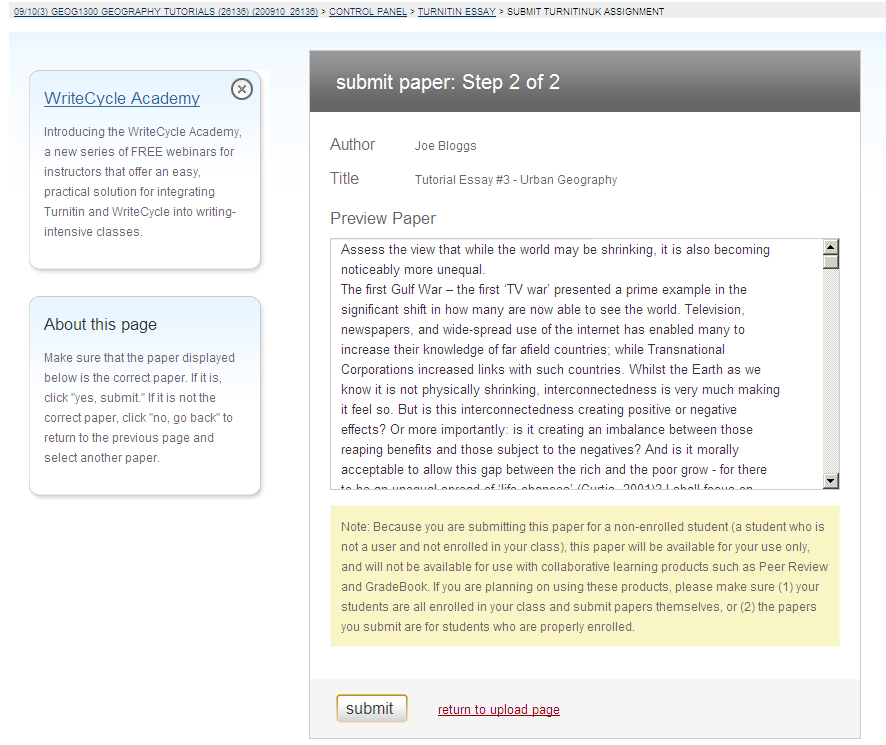 09/10(3) GEOG1300 GEOGRAPHY TUTORIALS (26136) (200910_26136) > CONTROL PANEL > TURNITIN ESSAY > SUBMIT TURNITINUK ASSIGNMENT
WriteCycle Academy
Introducing the WriteCycle Academy,
a new series of FREE webinars for
instructors that offer an easy,
practical solution for integrating
Turnitin and WriteCycle into writing-
intensive classes.
About this page
Make sure that the paper displayed
below is the correct paper. If it is,
click "yes, submit." If it is not the
correct paper, click "no, go back" to
return to the previous page and
select another paper.
submit paper: Step 2 of 2
Author Joe Bloggs
Title Tutorial Essay #3 - Urban Geography
Preview Paper
Assess the view that while the world may be shrinking, it is also becoming
noticeably more unequal.
The first Gulf War – the first ‘TV war’ presented a prime example in the
significant shift in how many are now able to see the world. Television,
newspapers, and wide-spread use of the internet has enabled many to
increase their knowledge of far afield countries; while Transnational
Corporations increased links with such countries. Whilst the Earth as we
know it is not physically shrinking, interconnectedness is very much making
it feel so. But is this interconnectedness creating positive or negative
effects? Or more importantly: is it creating an imbalance between those
reaping benefits and those subject to the negatives? And is it morally
acceptable to allow this gap between the rich and the poor grow - for there
to be an unequal spread of ‘life chances’ (Curtis, 2001)? I shall focus on
Note: Because you are submitting this paper for a non-enrolled student (a student who is
not a user and not enrolled in your class), this paper will be available for your use only,
and will not be available for use with collaborative learning products such as Peer Review
and GradeBook. If you are planning on using these products, please make sure (1) your
students are all enrolled in your class and submit papers themselves, or (2) the papers
you submit are for students who are properly enrolled.
submit
return to upload page